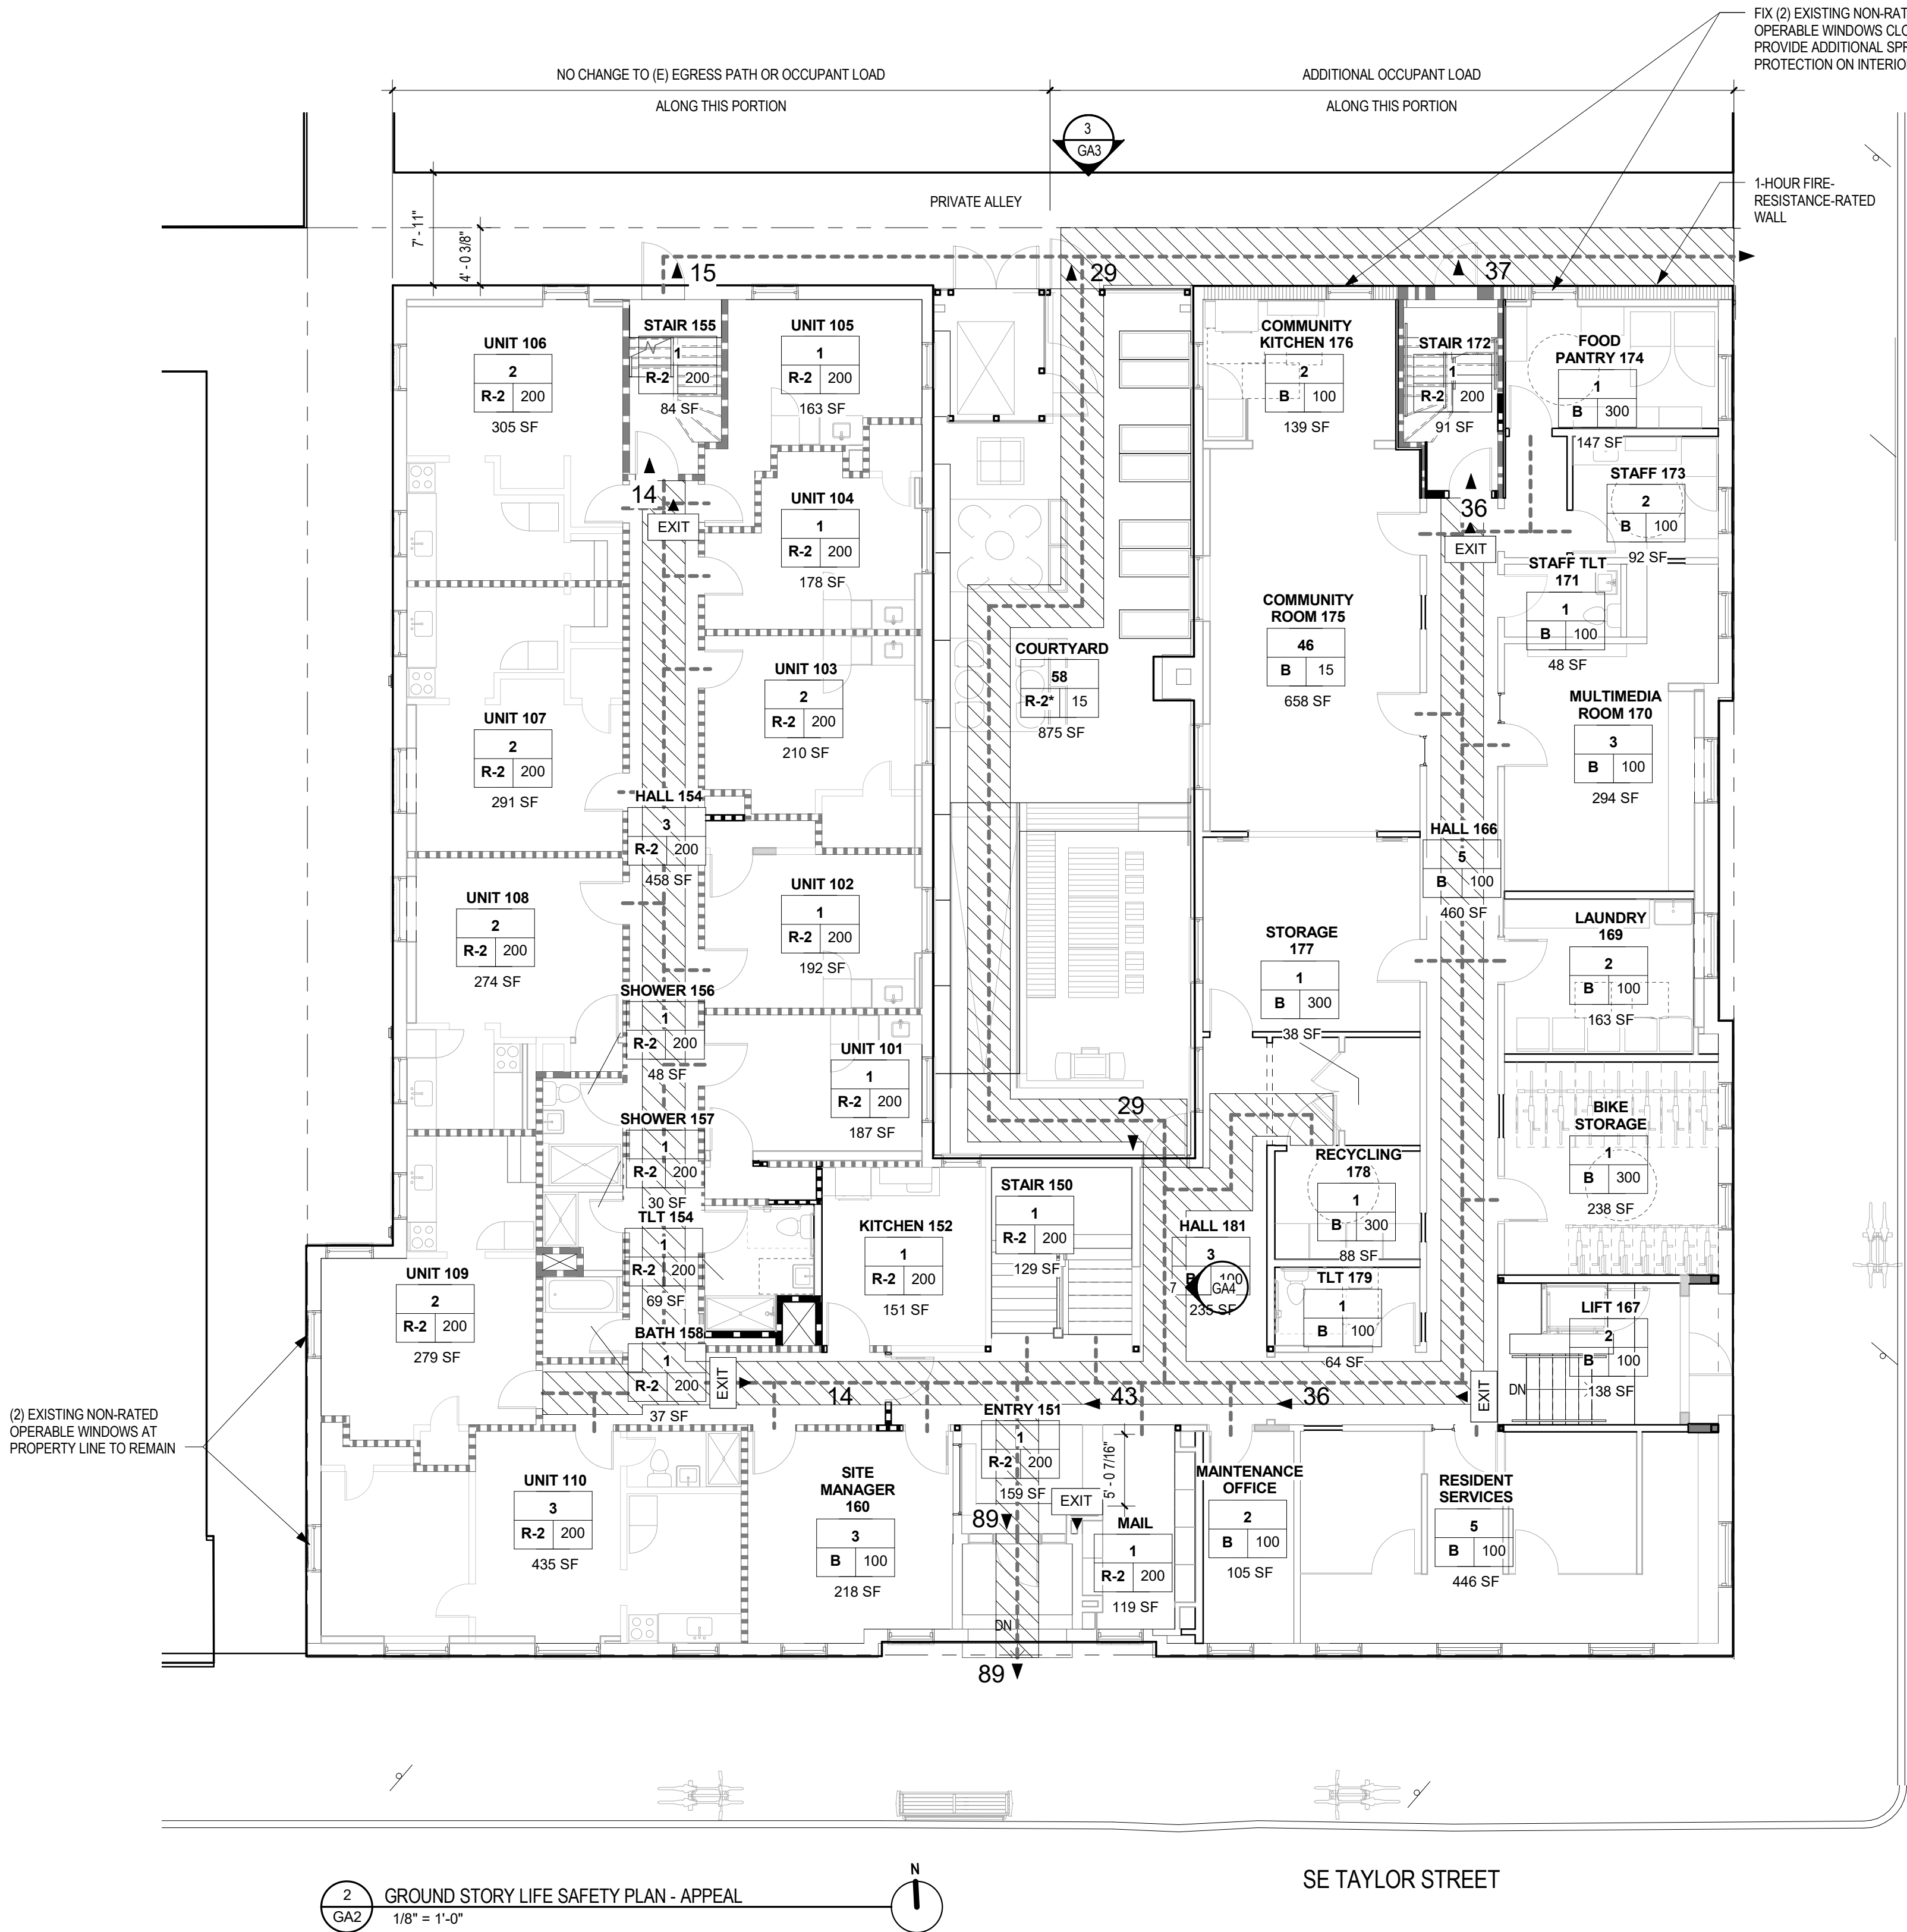 FIX (2) EXISTING NON-RAT
OPERABLE WINDOWS CLO
PROVIDE ADDITIONAL SPR
PROTECTION ON INTERIO
NO CHANGE TO (E) EGRESS PATH OR OCCUPANT LOAD
ALONG THIS PORTION
ADDITIONAL OCCUPANT LOAD
ALONG THIS PORTION
3
GA3
1-HOUR FIRE-
RESISTANCE-RATED
WALL
PRIVATE ALLEY
7' - 11"
4' - 0 3/8"
15
29
37
UNIT 106
2
R-2 200
305 SF
STAIR 155
1
R-2 200
84 SF
UNIT 105
1
R-2 200
163 SF
COMMUNITY
KITCHEN 176
2
B 100
139 SF
STAIR 172
1
R-2 200
91 SF
FOOD
PANTRY 174
1
B 300
147 SF
14
EXIT
UNIT 104
1
R-2 200
178 SF
36
EXIT
STAFF 173
2
B 100
92 SF
STAFF TLT
171
1
B 100
48 SF
COMMUNITY
ROOM 175
46
B 15
658 SF
COURTYARD
58
R-2* 15
875 SF
UNIT 103
2
R-2 200
210 SF
UNIT 107
2
R-2 200
291 SF
MULTIMEDIA
ROOM 170
3
B 100
294 SF
HALL 154
3
R-2 200
458 SF
HALL 166
5
B 100
460 SF
UNIT 108
2
R-2 200
274 SF
UNIT 102
1
R-2 200
192 SF
STORAGE
177
1
B 300
38 SF
LAUNDRY
169
2
B 100
163 SF
SHOWER 156
1
R-2 200
48 SF
UNIT 101
1
R-2 200
187 SF
SHOWER 157
1
R-2 200
30 SF
29
BIKE
STORAGE
1
B 300
238 SF
RECYCLING
178
1
B 300
88 SF
STAIR 150
1
R-2 200
129 SF
KITCHEN 152
1
R-2 200
151 SF
TLT 154
1
R-2 200
69 SF
HALL 181
3
B 100
235 SF
7
GA4
UNIT 109
2
R-2 200
279 SF
TLT 179
1
B 100
64 SF
LIFT 167
2
B 100
138 SF
DN
BATH 158
1
R-2 200
37 SF
EXIT
14
43
36
EXIT
(2) EXISTING NON-RATED
OPERABLE WINDOWS AT
PROPERTY LINE TO REMAIN
ENTRY 151
1
R-2 200
159 SF
5' - 0 7/16"
EXIT
89
UNIT 110
3
R-2 200
435 SF
SITE
MANAGER
160
3
B 100
218 SF
MAIL
1
R-2 200
119 SF
MAINTENANCE
OFFICE
2
B 100
105 SF
RESIDENT
SERVICES
5
B 100
446 SF
DN
89
SE TAYLOR STREET
N
2
GA2
GROUND STORY LIFE SAFETY PLAN - APPEAL
1/8" = 1'-0"